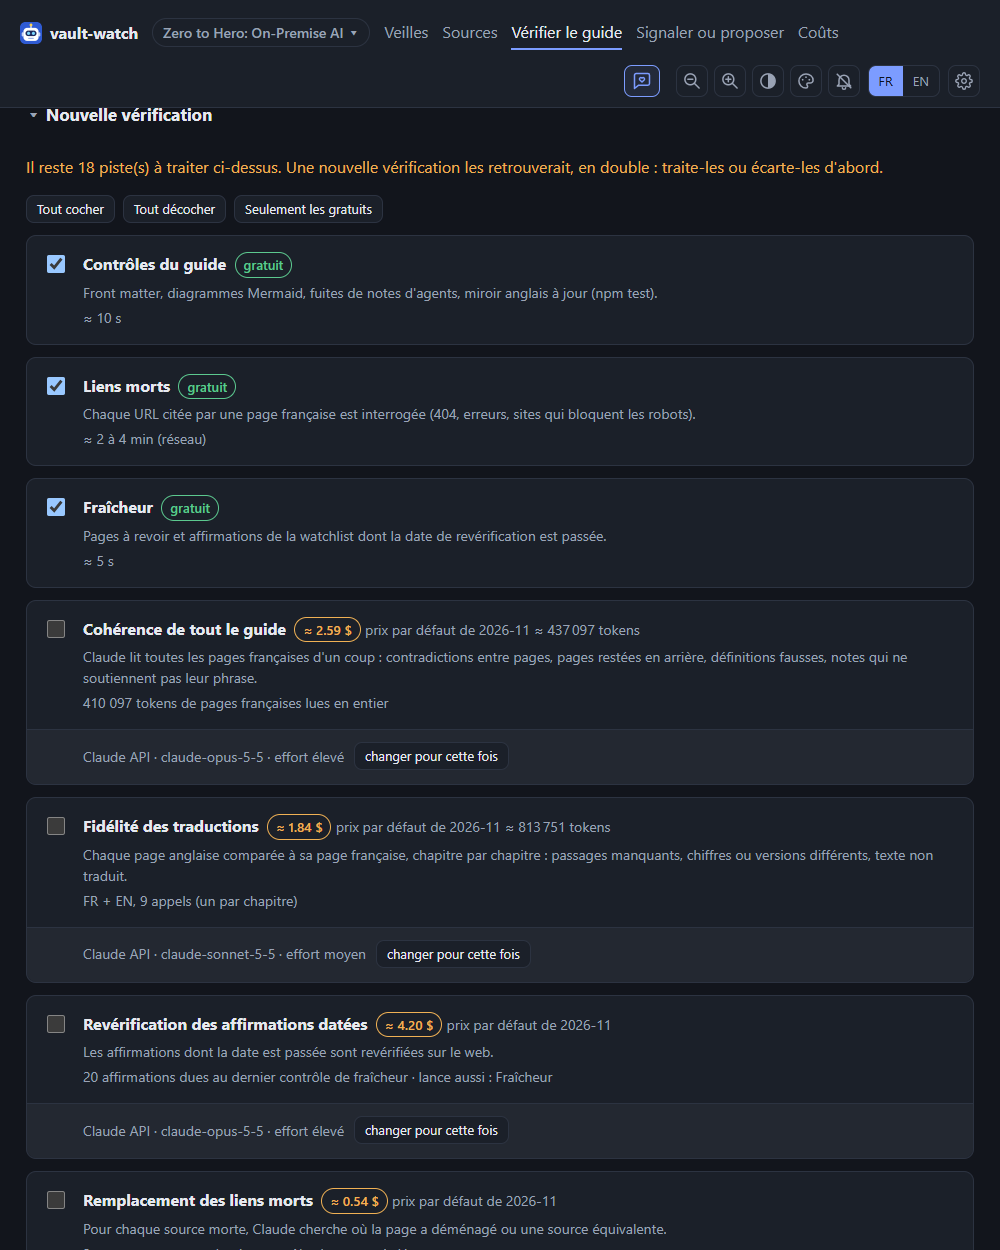 vault-watch
Zero to Hero: On-Premise AI
Veilles
Sources
Vérifier le guide
Signaler ou proposer
Coûts
FR
EN
Nouvelle vérification
Il reste 18 piste(s) à traiter ci-dessus. Une nouvelle vérification les retrouverait, en double : traite-les ou écarte-les d'abord.
Tout cocher
Tout décocher
Seulement les gratuits
Contrôles du guide gratuit
Front matter, diagrammes Mermaid, fuites de notes d'agents, miroir anglais à jour (npm test).
≈ 10 s
Liens morts gratuit
Chaque URL citée par une page française est interrogée (404, erreurs, sites qui bloquent les robots).
≈ 2 à 4 min (réseau)
Fraîcheur gratuit
Pages à revoir et affirmations de la watchlist dont la date de revérification est passée.
≈ 5 s
Cohérence de tout le guide ≈ 2.59 $ prix par défaut de 2026-11 ≈ 437 097 tokens
Claude lit toutes les pages françaises d'un coup : contradictions entre pages, pages restées en arrière, définitions fausses, notes qui ne
soutiennent pas leur phrase.
410 097 tokens de pages françaises lues en entier
Claude API · claude-opus-5-5 · effort élevé changer pour cette fois
Fidélité des traductions ≈ 1.84 $ prix par défaut de 2026-11 ≈ 813 751 tokens
Chaque page anglaise comparée à sa page française, chapitre par chapitre : passages manquants, chiffres ou versions différents, texte non
traduit.
FR + EN, 9 appels (un par chapitre)
Claude API · claude-sonnet-5-5 · effort moyen changer pour cette fois
Revérification des affirmations datées ≈ 4.20 $ prix par défaut de 2026-11
Les affirmations dont la date est passée sont revérifiées sur le web.
20 affirmations dues au dernier contrôle de fraîcheur · lance aussi : Fraîcheur
Claude API · claude-opus-5-5 · effort élevé changer pour cette fois
Remplacement des liens morts ≈ 0.54 $ prix par défaut de 2026-11
Pour chaque source morte, Claude cherche où la page a déménagé ou une source équivalente.